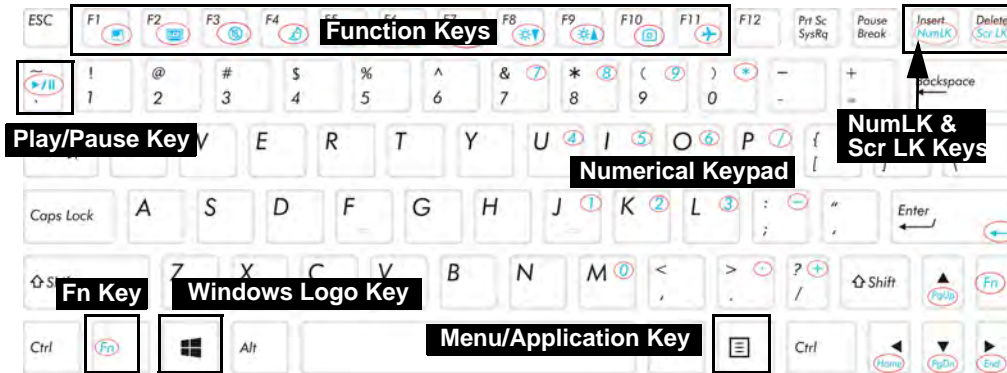 ESC F1 F2 F3 F4 F8 F9 F10 F11 F12 Prt Sc Pause Insert Delete
Function Keys
SysRq Break NumLK Scr LK
~ ! @ # $ % ^ & 7 * 8 ( 9 ) * — +
` 1 2 3 4 5 6 7 8 9 0 - = Backspace
Play/Pause Key
NumLK &
Scr LK Keys
E R T Y U 4 I 5 O 6 P / {
[
Numerical Keypad
Caps Lock A S D F G H J 1 K 2 L 3 : - " Enter
; ,
Shift Z X C V B N M 0 < > . ? + Shift PgUp Fn
, . /
Fn Key
Windows Logo Key
Menu/Application Key
Ctrl Fn Alt Ctrl Home PgDn End